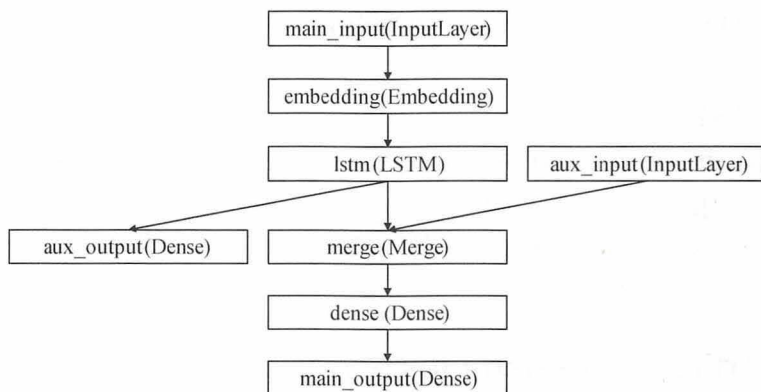 main_input(InputLayer)
embedding(Embedding)
lstm(LSTM)
aux_input(InputLayer)
aux_output(Dense)
merge(Merge)
dense (Dense)
main_output(Dense)